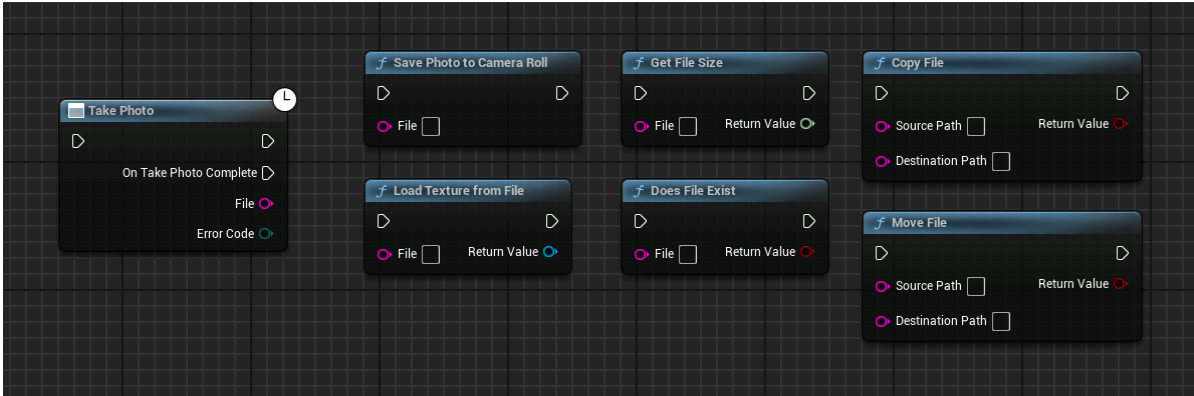 Take Photo
On Take Photo Complete
File
Error Code
Save Photo to Camera Roll
File
Load Texture from File
File Return Value
Get File Size
File Return Value
Does File Exist
File Return Value
Copy File
Source Path Return Value
Destination Path
Move File
Source Path Return Value
Destination Path